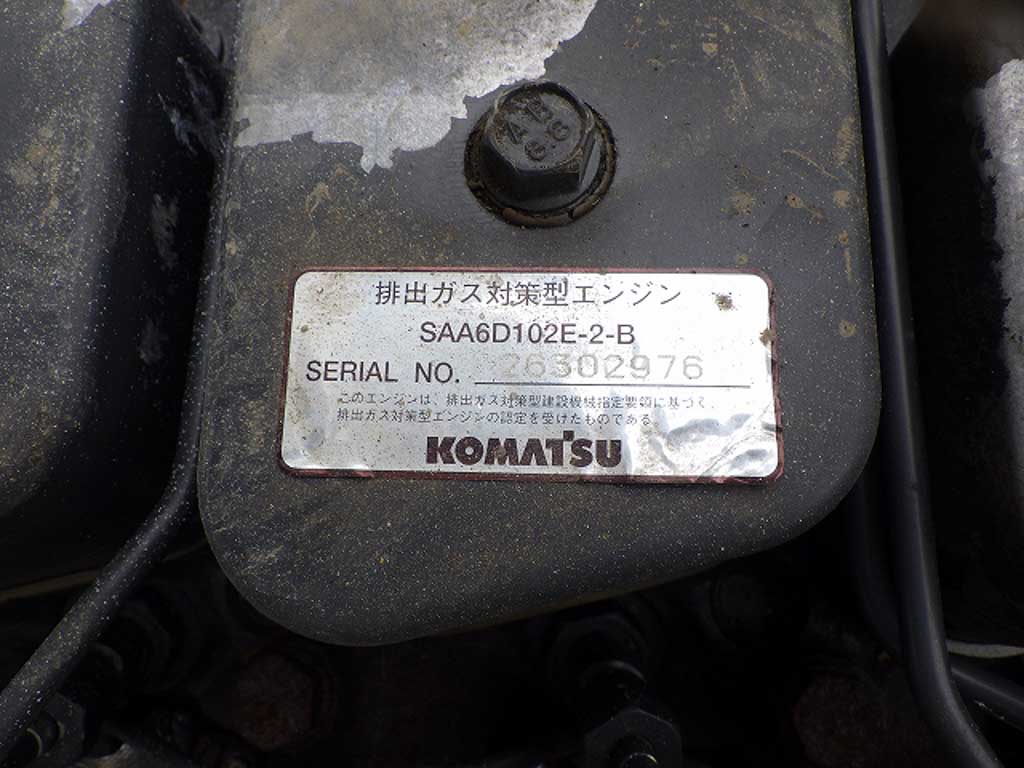 8.8
排出ガス対策型エンジン
SAA6D102E-2-B
SERIAL NO. 26302976
このエンジンは、排出ガス対策型建設機械指定要領に基づく、
排出ガス対策型エンジンの認定を受けたものである。
KOMATSU